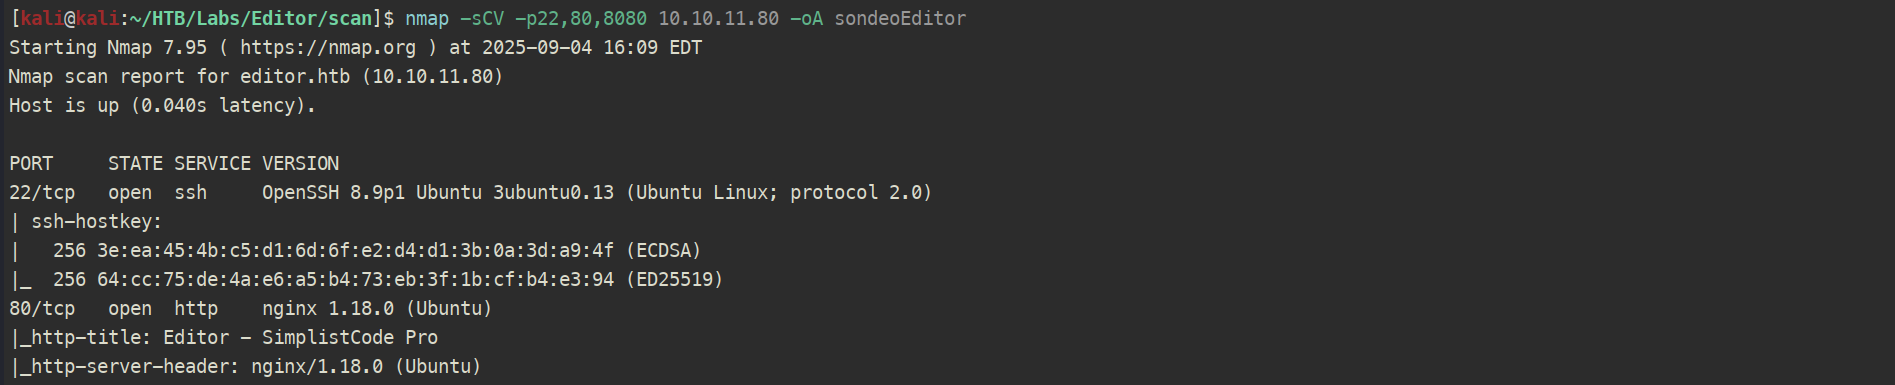 [kali@kali:~/HTB/Labs/Editor/scan]$ nmap -sCV -p22,80,8080 10.10.11.80 -oA sondeoEditor
Starting Nmap 7.95 ( https://nmap.org ) at 2025-09-04 16:09 EDT
Nmap scan report for editor.htb (10.10.11.80)
Host is up (0.040s latency).

PORT     STATE SERVICE VERSION
22/tcp   open  ssh     OpenSSH 8.9p1 Ubuntu 3ubuntu0.13 (Ubuntu Linux; protocol 2.0)
| ssh-hostkey:
|   256 3e:ea:45:4b:c5:d1:6d:6f:e2:d4:d1:3b:0a:3d:a9:4f (ECDSA)
|_  256 64:cc:75:de:4a:e6:a5:b4:73:eb:3f:1b:cf:b4:e3:94 (ED25519)
80/tcp   open  http    nginx 1.18.0 (Ubuntu)
|_http-title: Editor - SimplistCode Pro
|_http-server-header: nginx/1.18.0 (Ubuntu)